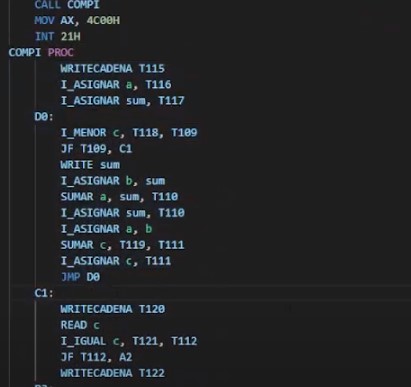 CALL COMPI
MOV AX, 4C00H
INT 21H
COMPI PROC
WRITECADENA T115
I_ASIGNAR a, T116
I_ASIGNAR sum, T117
D0:
I_MENOR c, T118, T109
JF T109, C1
WRITE sum
I_ASIGNAR b, sum
SUMAR a, sum, T110
I_ASIGNAR sum, T110
I_ASIGNAR a, b
SUMAR c, T119, T111
I_ASIGNAR c, T111
JMP D0
C1:
WRITECADENA T120
READ c
I_IGUAL c, T121, T112
JF T112, A2
WRITECADENA T122